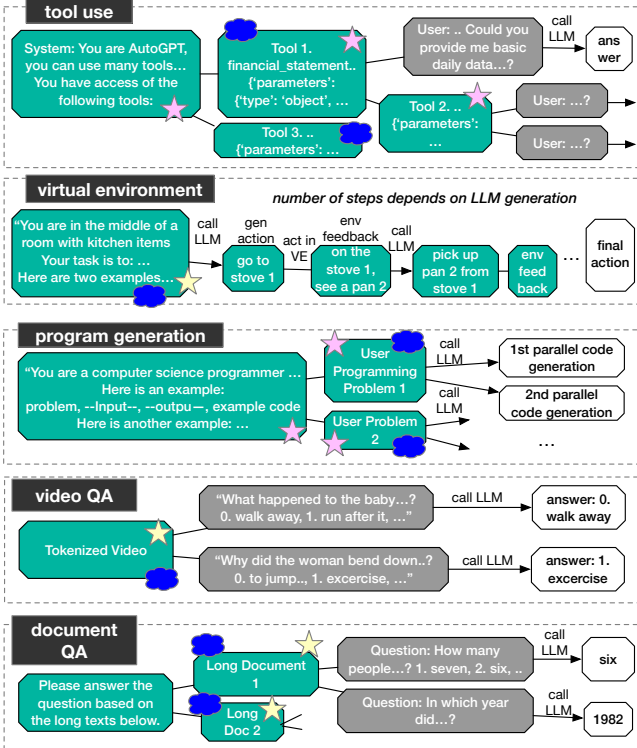 tool use
System: You are AutoGPT,
you can use many tools...
You have access of the
following tools:
Tool 1.
financial_statement..
{'parameters':
{'type': 'object', ...
User: .. Could you
provide me basic
daily data...?
call
LLM
ans
wer
Tool 2. ..
{'parameters':
...
User: ...?
User: ...?
Tool 3. ..
{'parameters': ...
virtual environment
number of steps depends on LLM generation
"You are in the middle of a
room with kitchen items
Your task is to: ...
Here are two examples...
call
LLM
gen
action
go to
stove 1
act in
VE
env
feedback
on the
stove 1,
see a pan 2
call
LLM
pick up
pan 2 from
stove 1
env
feed
back
...
final
action
program generation
"You are a computer science programmer ...
Here is an example:
problem, --Input--, --outpu—, example code
Here is another example: ...
User
Programming
Problem 1
call
LLM
1st parallel code
generation
2nd parallel
code generation
User Problem
2
call
LLM
...
video QA
Tokenized Video
"What happened to the baby...?
0. walk away, 1. run after it, ..."
call LLM
answer: 0.
walk away
"Why did the woman bend down..?
0. to jump.., 1. excercise, ..."
call LLM
answer: 1.
excercise
document
QA
Please answer the
question based on
the long texts below.
Long Document
1
Question: How many
people...? 1. seven, 2. six, ..
call
LLM
six
Long
Doc 2
Question: In which year
did...?
call
LLM
1982